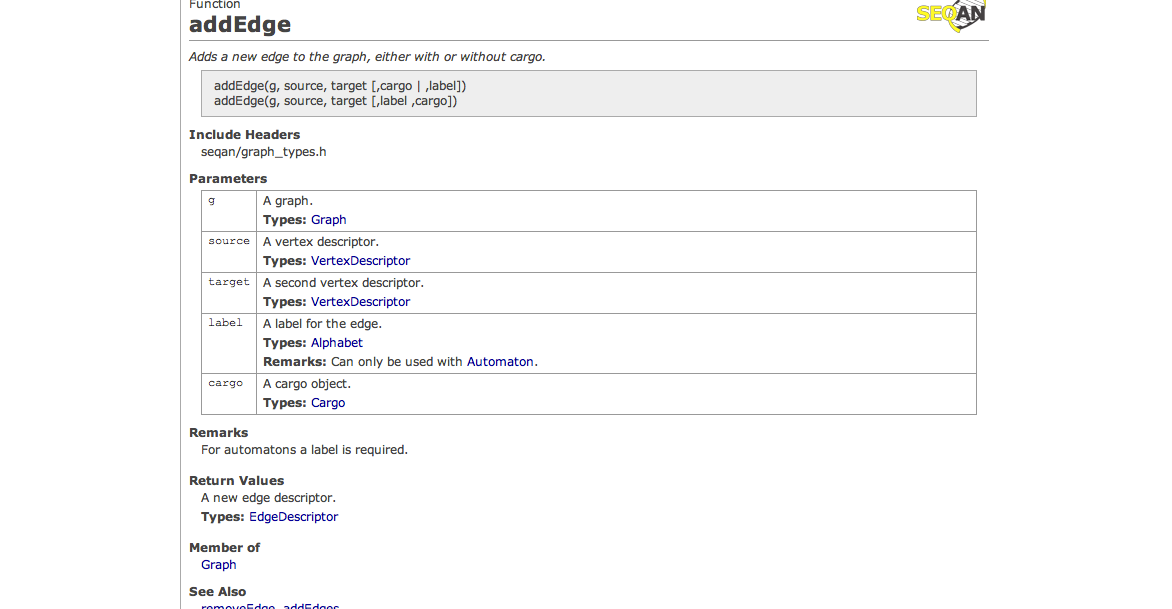 Function
addEdge
SEQAN
Adds a new edge to the graph, either with or without cargo.
addEdge(g, source, target [,cargo | ,label])
addEdge(g, source, target [,label ,cargo])
Include Headers
seqan/graph_types.h
Parameters
g
A graph.
Types: Graph
source
A vertex descriptor.
Types: VertexDescriptor
target
A second vertex descriptor.
Types: VertexDescriptor
label
A label for the edge.
Types: Alphabet
Remarks: Can only be used with Automaton.
cargo
A cargo object.
Types: Cargo
Remarks
For automatons a label is required.
Return Values
A new edge descriptor.
Types: EdgeDescriptor
Member of
Graph
See Also
removeEdge, addEdges